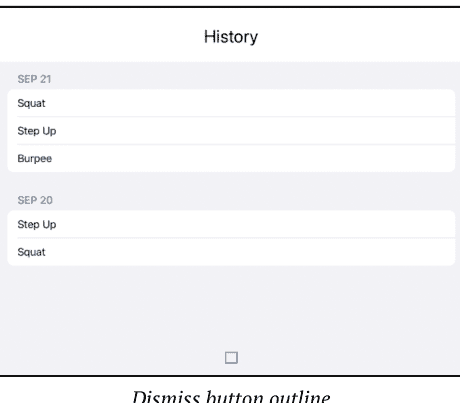 History
SEP 21
Squat
Step Up
Burpee
SEP 20
Step Up
Squat
Dismiss button outline